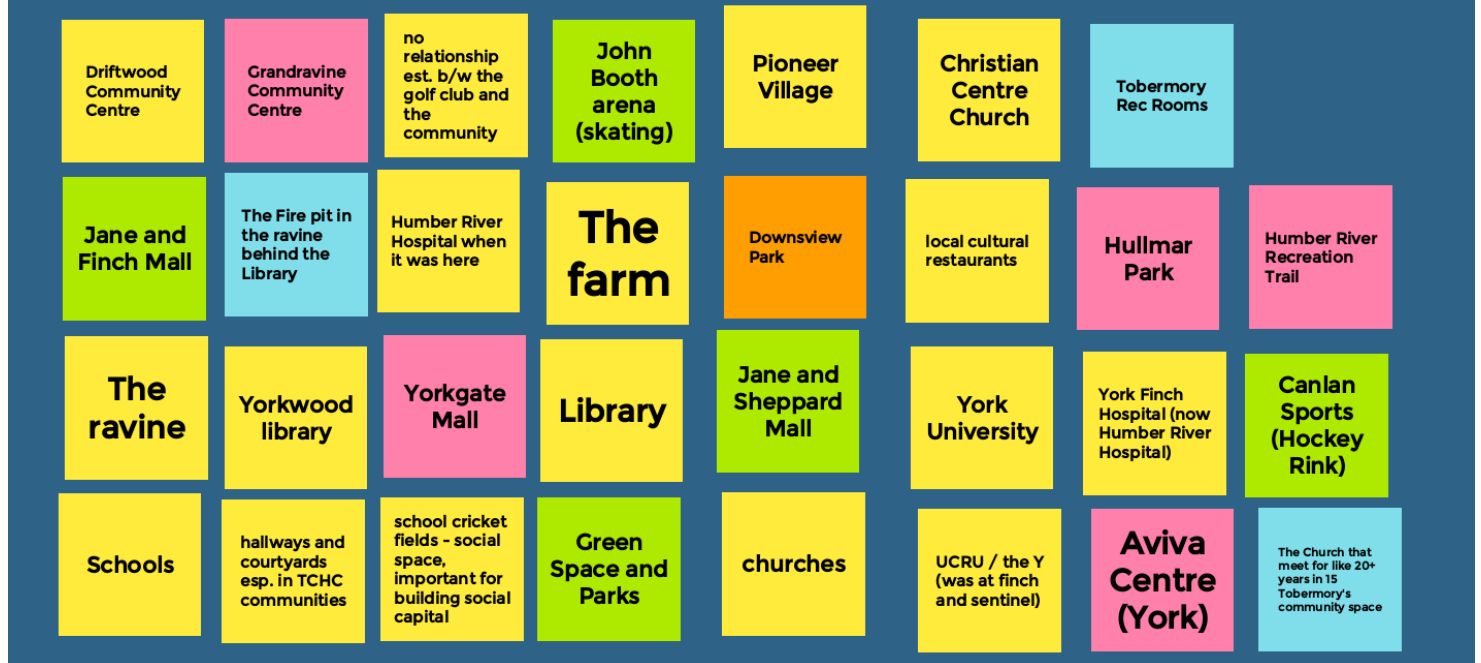 Driftwood
Community
Centre
Grandravine
Community
Centre
no
relationship
est. b/w the
golf club and
the
community
John
Booth
arena
(skating)
Pioneer
Village
Christian
Centre
Church
Tobermory
Rec Rooms
Jane and
Finch Mall
The Fire pit in
the ravine
behind the
Library
Humber River
Hospital when
it was here
The
farm
Downsview
Park
local cultural
restaurants
Hullmar
Park
Humber River
Recreation
Trail
The
ravine
Yorkwood
library
Yorkgate
Mall
Library
Jane and
Sheppard
Mall
York
University
York Finch
Hospital (now
Humber River
Hospital)
Canlan
Sports
(Hockey
Rink)
Schools
hallways and
courtyards
esp. in TCHC
communities
school cricket
fields - social
space,
important for
building social
capital
Green
Space and
Parks
churches
UCRU / the Y
(was at finch
and sentinel)
Aviva
Centre
(York)
The Church that
meet for like 20+
years in 15
Tobermory's
community space